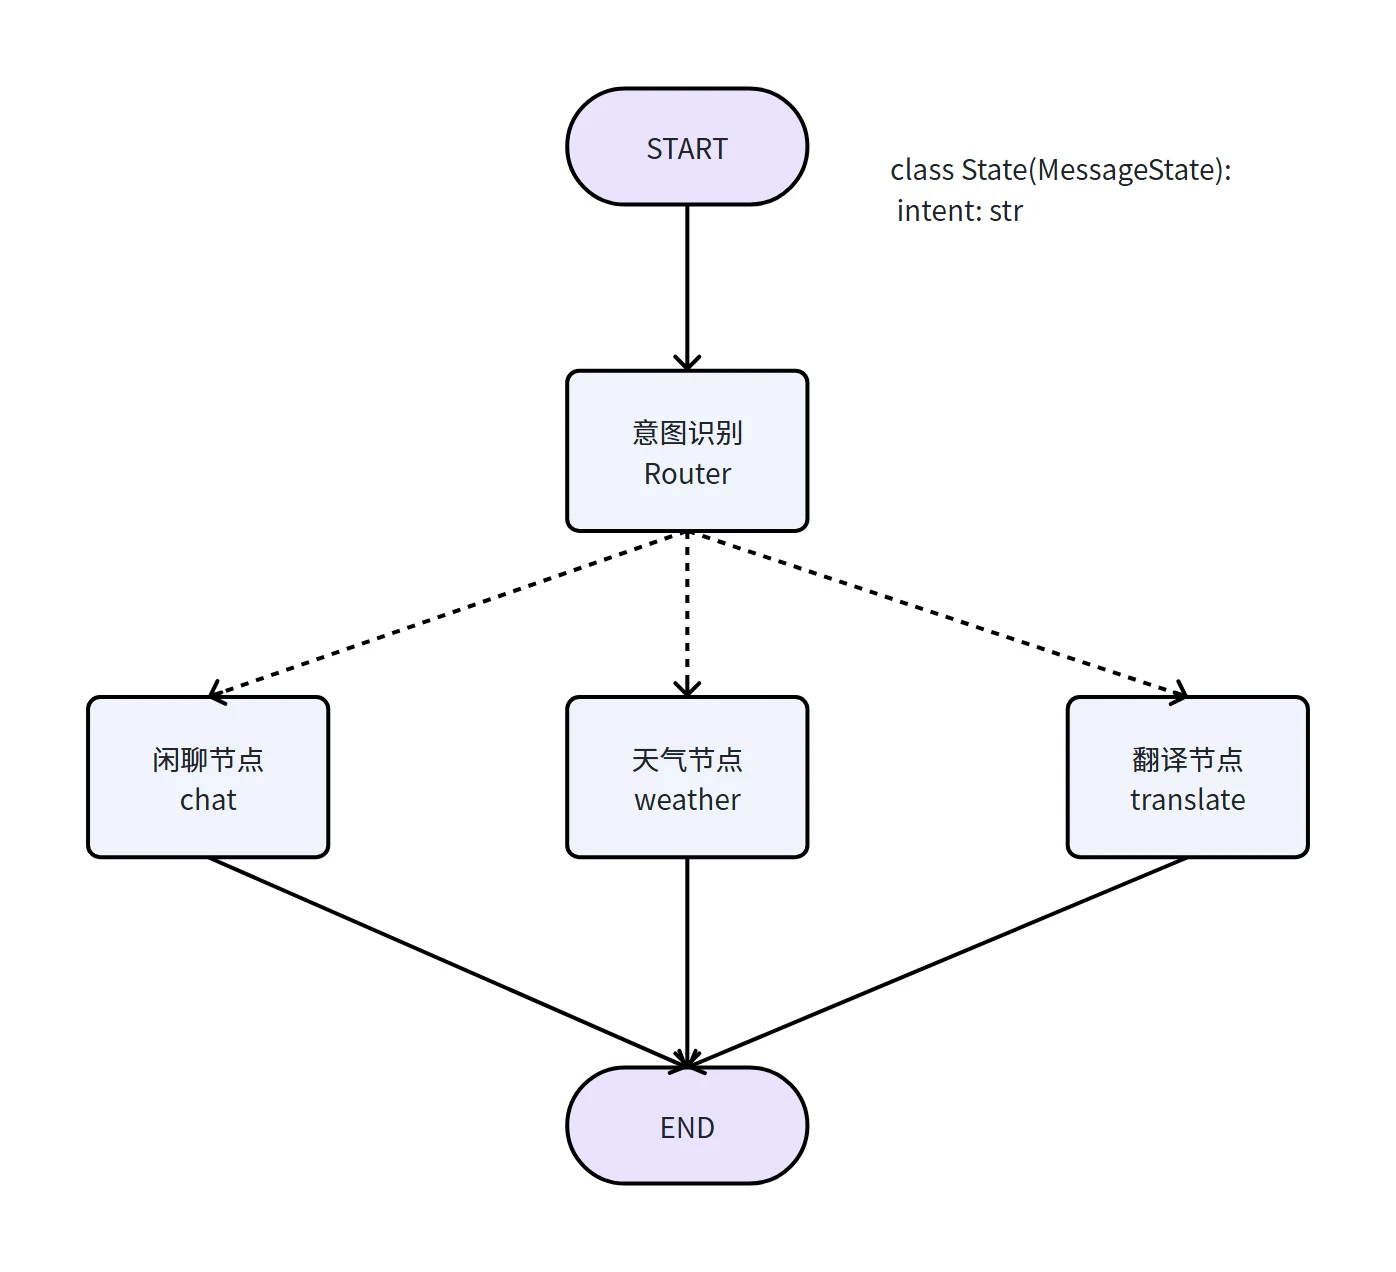 START
class State(MessageState):
intent: str
意图识别
Router
闲聊节点
chat
天气节点
weather
翻译节点
translate
END